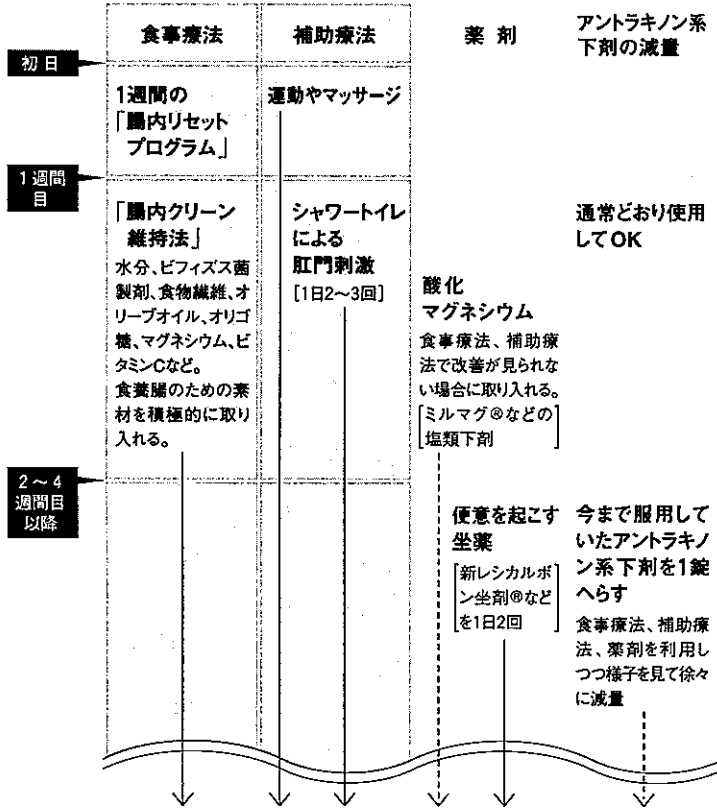 食事療法
補助療法
薬剤
アントラキノン系
下剤の減量
初日
1週間の
「腸内リセット
プログラム」
運動やマッサージ
1週間
目
「腸内クリーン
維持法」
水分、ビフィズス菌
製剤、食物繊維、オ
リーブオイル、オリゴ
糖、マグネシウム、ビ
タミンCなど。
食養腸のための素
材を積極的に取り
入れる。
シャワートイレ
による
肛門刺激
[1日2～3回]
酸化
マグネシウム
食事療法、補助療
法で改善が見られな
い場合に取り入れる。
[ミルマグ®などの
塩類下剤]
通常どおり使用
してOK
2～4
週間目
以降
便意を起こす
坐薬
[新レシカルボ
ン坐剤®など
を1日2回]
今まで服用して
いたアントラキノ
ン系下剤を1錠
へらす
食事療法、補助療
法、薬剤を利用し
つつ様子を見て徐々
に減量